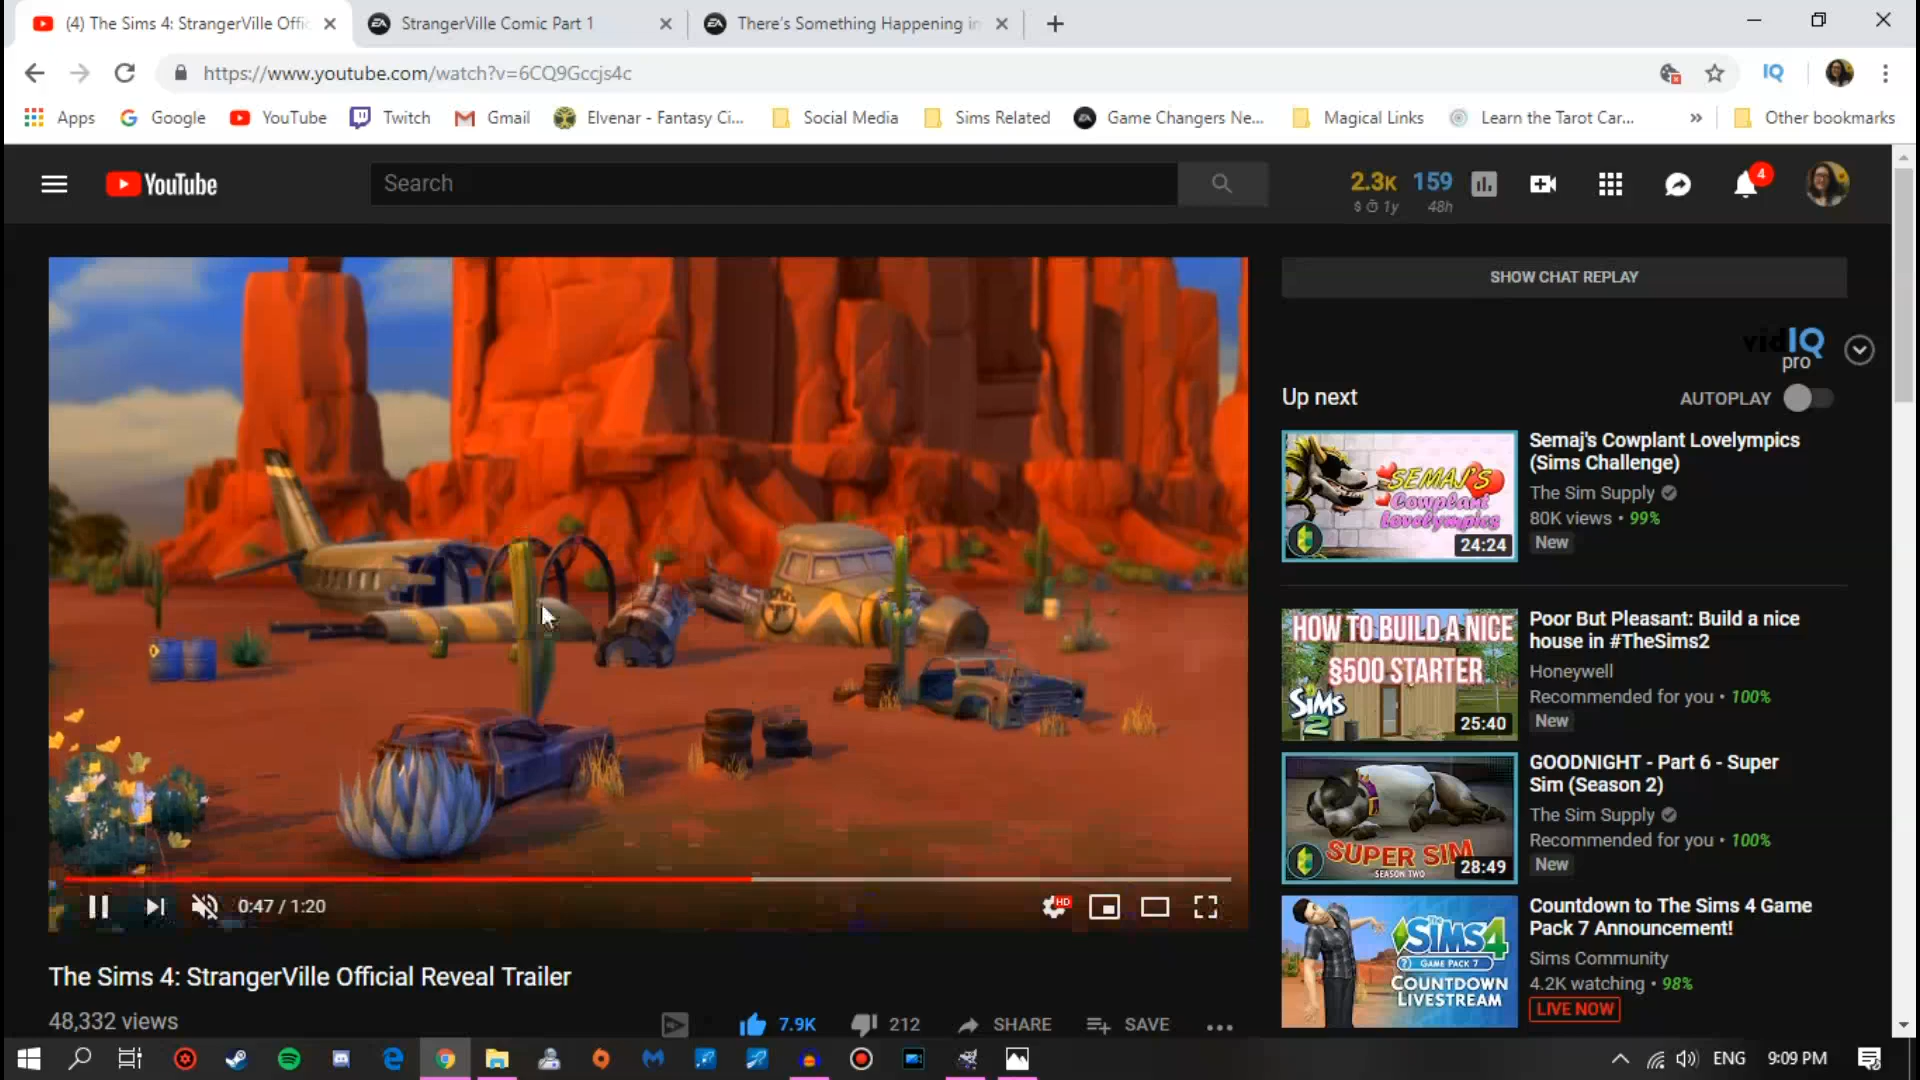 (4) The Sims 4: StrangerVille Offic
StrangerVille Comic Part 1
There's Something Happening in
https://www.youtube.com/watch?v=6CQ9Gccjs4c
IQ
Apps
Google
YouTube
Twitch
Gmail
Elvenar - Fantasy Ci...
Social Media
Sims Related
Game Changers Ne...
Magical Links
Learn the Tarot Car...
»
Other bookmarks
YouTube
Search
2.3K
$ 1y
159
48h
4
SHOW CHAT REPLAY
vidIQ
pro
Up next
AUTOPLAY
SEMAJ'S
Cowplant
Lovelympics
24:24
Semaj's Cowplant Lovelympics
(Sims Challenge)
The Sim Supply
80K views • 99%
New
HOW TO BUILD A NICE
§500 STARTER
SIMS
2
25:40
Poor But Pleasant: Build a nice
house in #TheSims2
Honeywell
Recommended for you • 100%
New
SUPER SIM
SEASON TWO
28:49
GOODNIGHT - Part 6 - Super
Sim (Season 2)
The Sim Supply
Recommended for you • 100%
New
The
SIMS4
GAME PACK 7
COUNTDOWN
LIVESTREAM
Countdown to The Sims 4 Game
Pack 7 Announcement!
Sims Community
4.2K watching • 98%
LIVE NOW
HD
0:47 / 1:20
The Sims 4: StrangerVille Official Reveal Trailer
48,332 views
7.9K
212
SHARE
SAVE
ENG
9:09 PM